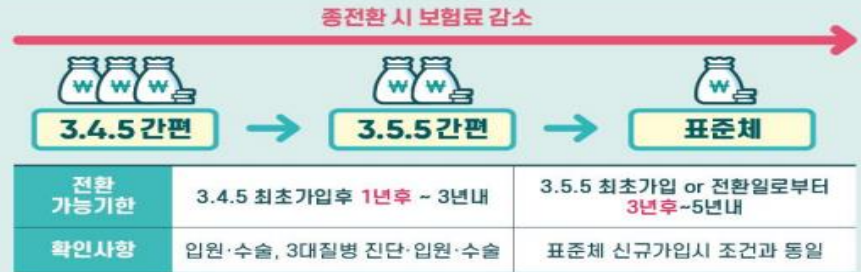 종전환 시 보험료 감소
₩ ₩ ₩ ₩ ₩ ₩
3.4.5 간편 3.5.5 간편 표준체
전환
가능기한
3.4.5 최초가입후 1년후 ~ 3년내
3.5.5 최초가입 or 전환일로부터
3년후~5년내
확인사항
입원·수술, 3대질병 진단·입원·수술
표준체 신규가입시 조건과 동일